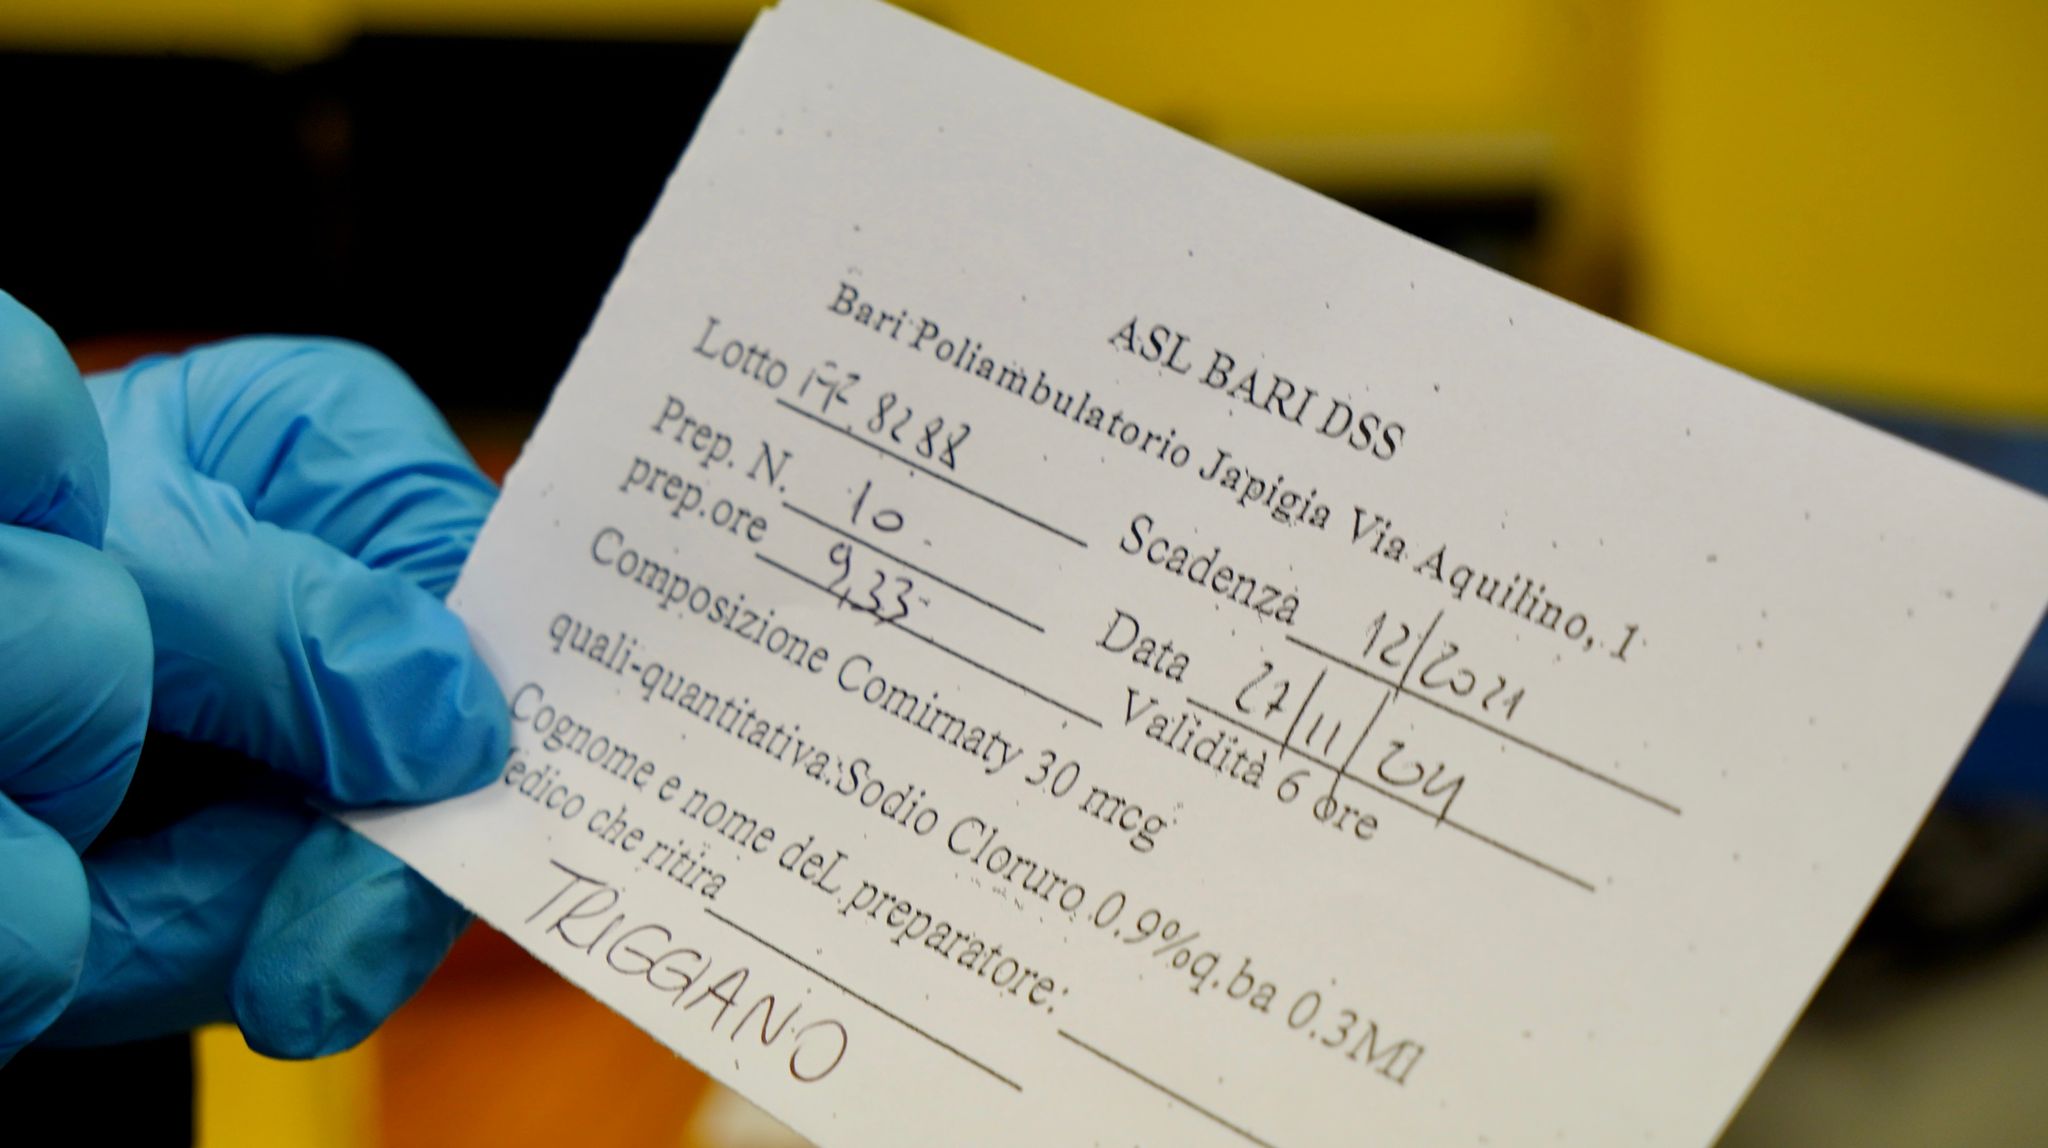 ASL BARI DSS
Bari Poliambulatorio Japigia Via Aquilino, 1
Lotto 8288 Scadenza 12/2021
Prep. N. 10 Data 27/11/
prep.ore 9,33 Validità 6 ore
Composizione Comirnaty 30 mcg
quali-quantitativa:Sodio Cloruro 0.9%q.ba 0.3Ml
Cognome e nome deL preparatore:
edico che ritira
TRIGGIANO